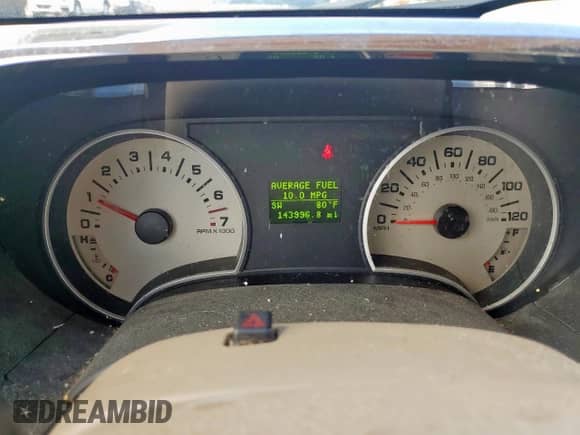 AVERAGE FUEL
10.0 MPG
SW 80°F
143996.8 mi
1 2 3 4 5 6 7
RPM X 1000
H
C
0 20 40 60 80 100 120
MPH
km/h
F
E
DREAMBID